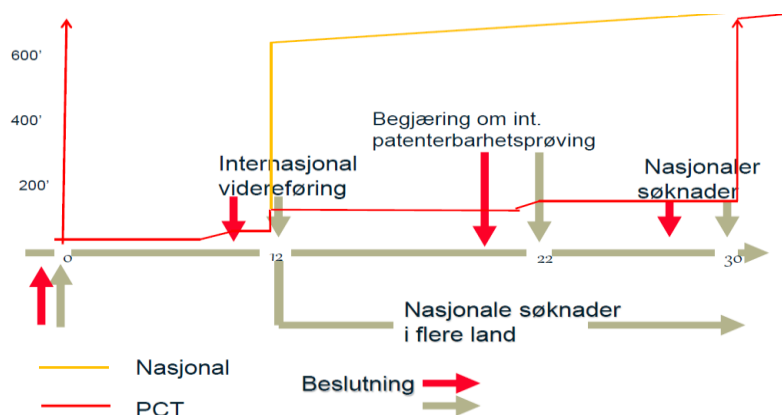 600'
400'
200'
Begjæring om int.
patenterbarhetsprøving
Internasjonal
videreføring
Nasjonaler
søknader
0
12
22
30
Nasjonale søknader
i flere land
Nasjonal
PCT
Beslutning